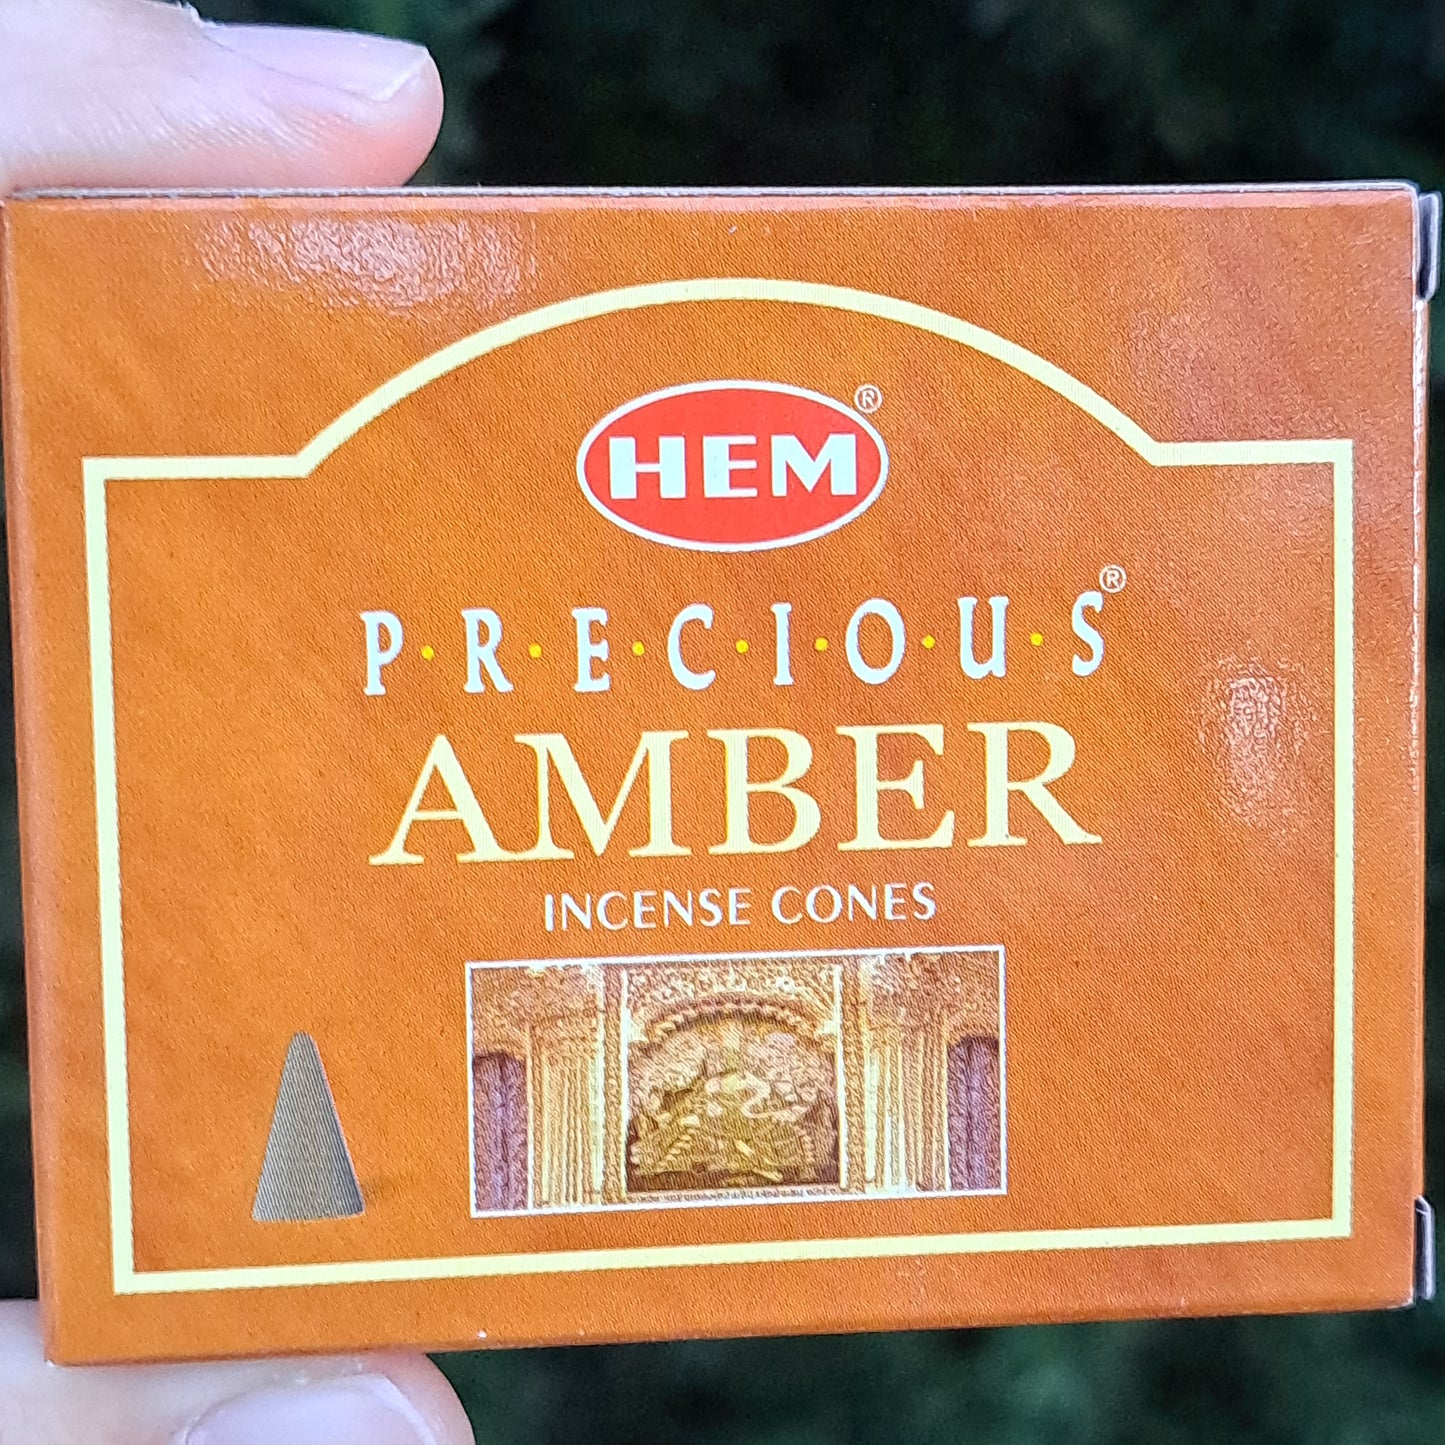 HEM®
P·R·E·C·I·O·U·S®
AMBER
INCENSE CONES